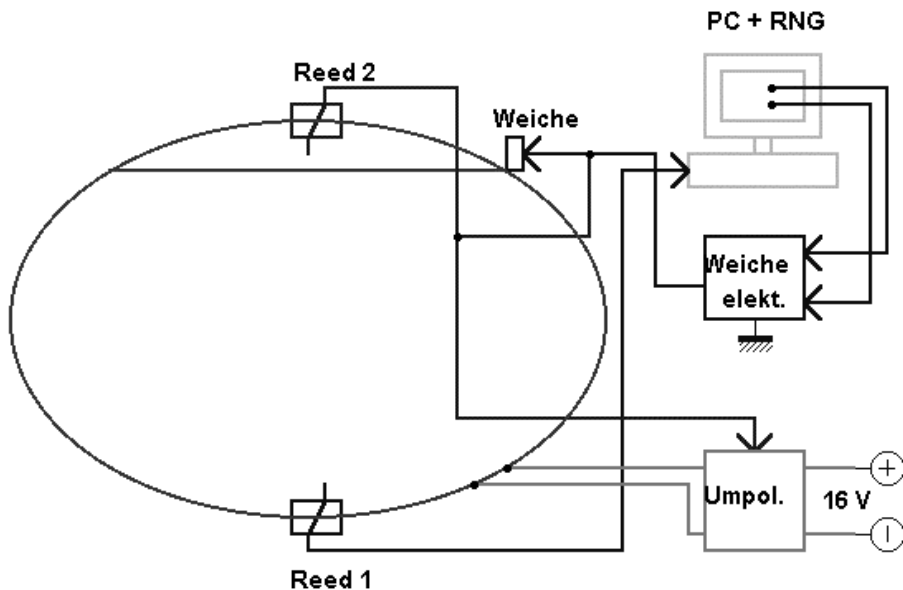 PC + RNG
Reed 2
Weiche
Weiche
elekt.
Umpol.
16 V
+
Reed 1